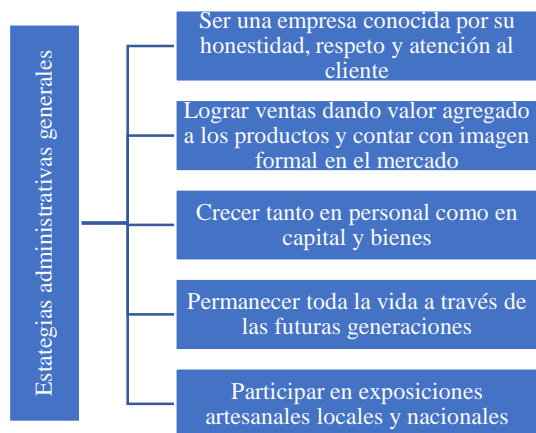 Estategias administrativas generales
Ser una empresa conocida por su
honestidad, respeto y atención al
cliente
Lograr ventas dando valor agregado
a los productos y contar con imagen
formal en el mercado
Crecer tanto en personal como en
capital y bienes
Permanecer toda la vida a través de
las futuras generaciones
Participar en exposiciones
artesanales locales y nacionales